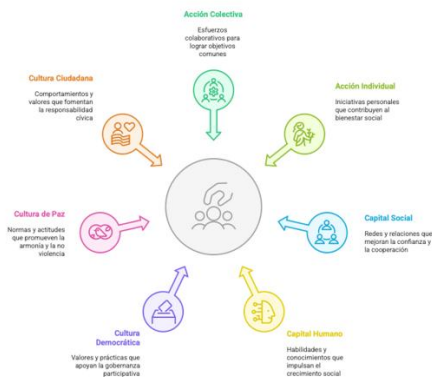 Acción Colectiva
Esfuerzos
colaborativos para
lograr objetivos
comunes
Cultura Ciudadana
Comportamientos y
valores que fomentan
la responsabilidad
cívica
Acción Individual
Iniciativas personales
que contribuyen al
bienestar social
Cultura de Paz
Normas y actitudes
que promueven la
armonía y la no
violencia
Capital Social
Redes y relaciones que
mejoran la confianza y
la cooperación
Cultura
Democrática
Valores y prácticas que
apoyan la gobernanza
participativa
Capital Humano
Habilidades y
conocimientos que
impulsan el
crecimiento social